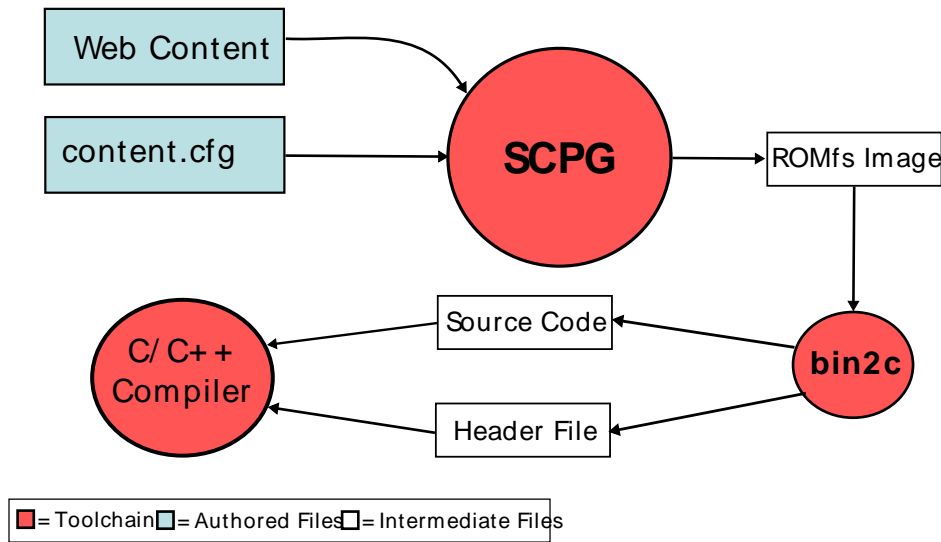 Web Content
content.cfg
SCPG
ROMfs Image
Source Code
C/C++
Compiler
bin2c
Header File
= Toolchain = Authored Files = Intermediate Files